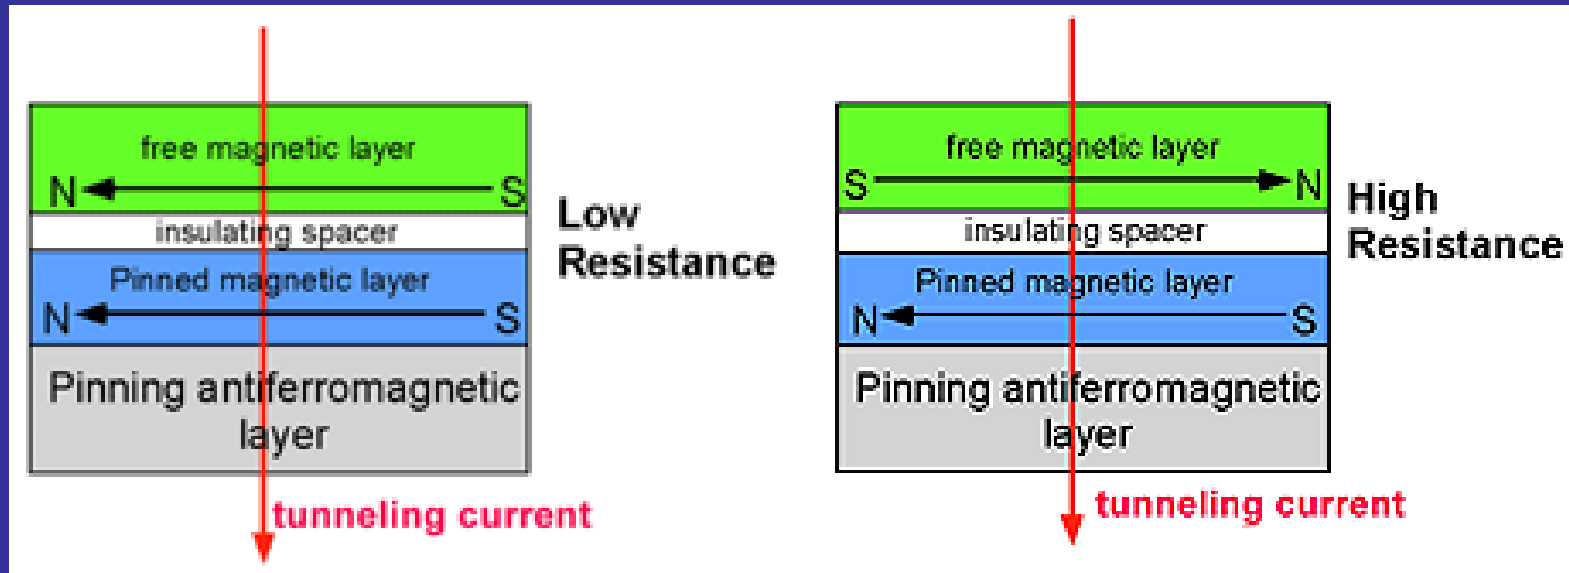 free magnetic layer
N S
insulating spacer
Pinned magnetic layer
N S
Pinning antiferromagnetic
layer
tunneling current
Low
Resistance
free magnetic layer
S N
insulating spacer
Pinned magnetic layer
N S
Pinning antiferromagnetic
layer
tunneling current
High
Resistance